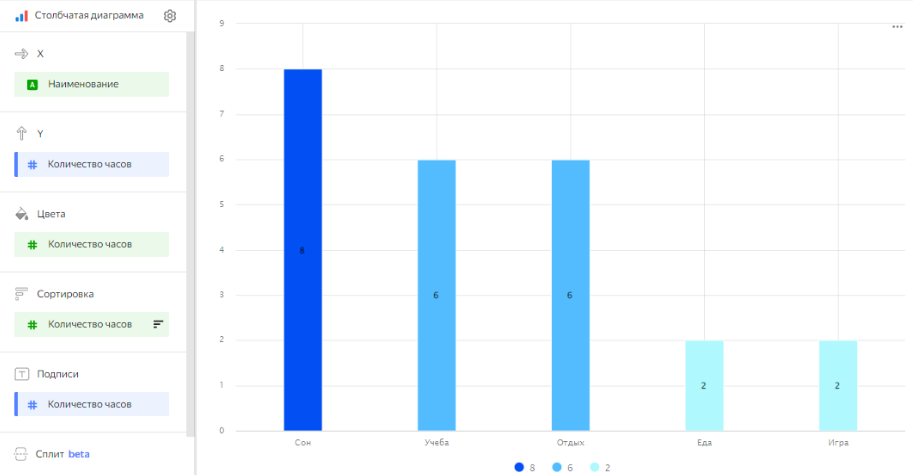 Столбчатая диаграмма
X
A Наименование
Y
# Количество часов
Цвета
# Количество часов
Сортировка
# Количество часов
T Подписи
# Количество часов
Сплит beta
9
8
7
6
5
4
3
2
1
0
8
6
6
2
2
Сон Учеба Отдых Еда Игра
8 6 2